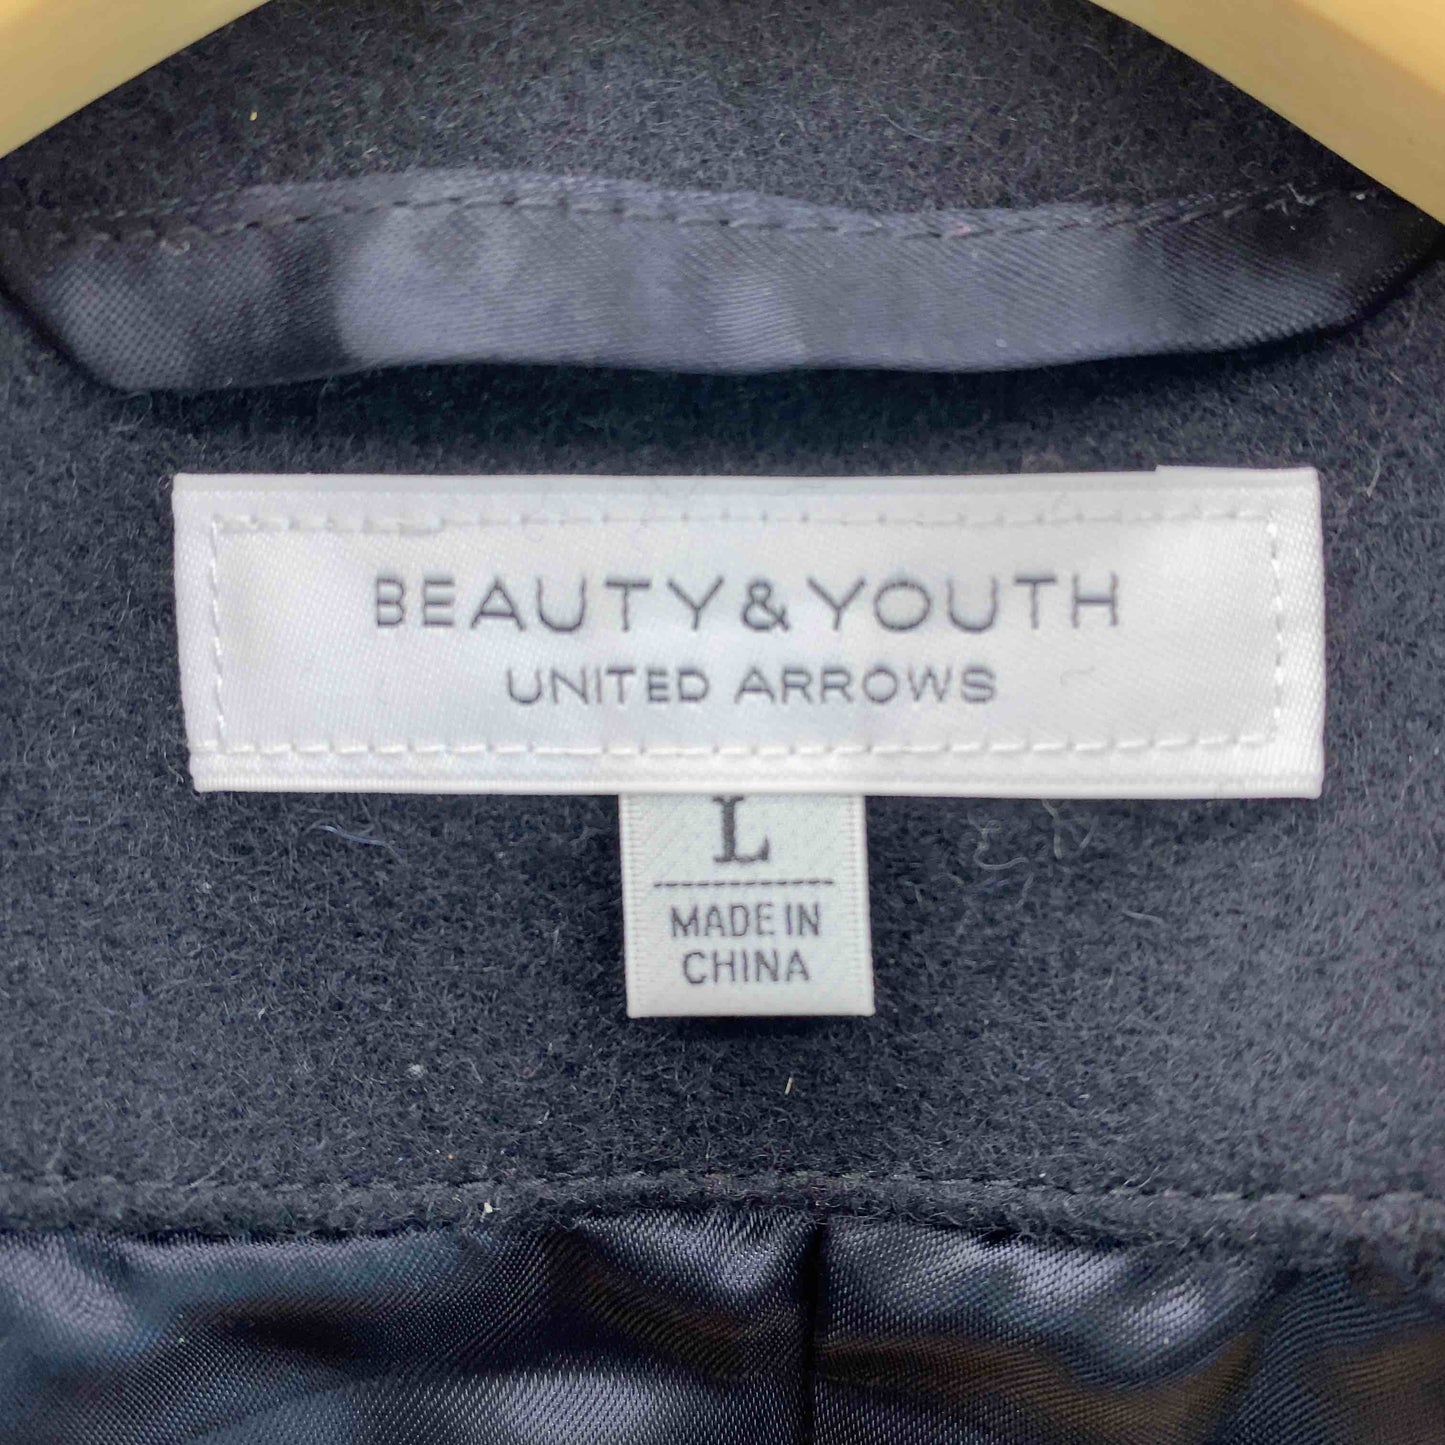 BEAUTY&YOUTH
UNITED ARROWS
L
MADE IN
CHINA